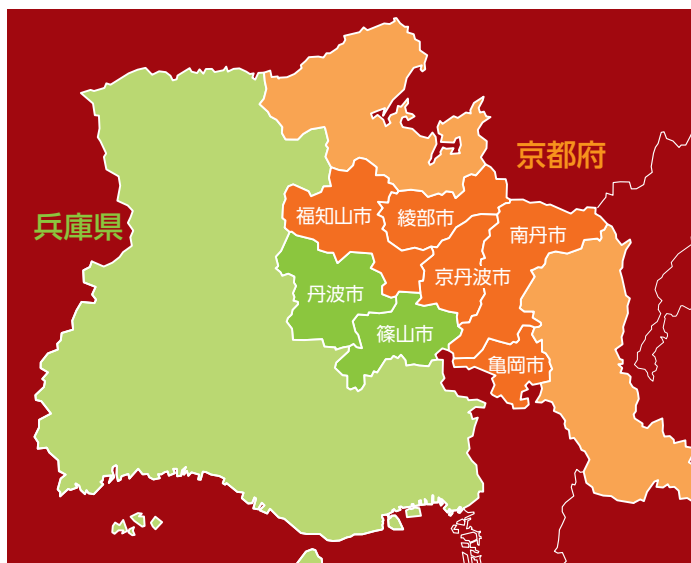 京都府
兵庫県
福知山市
綾部市
南丹市
京丹波市
丹波市
篠山市
亀岡市